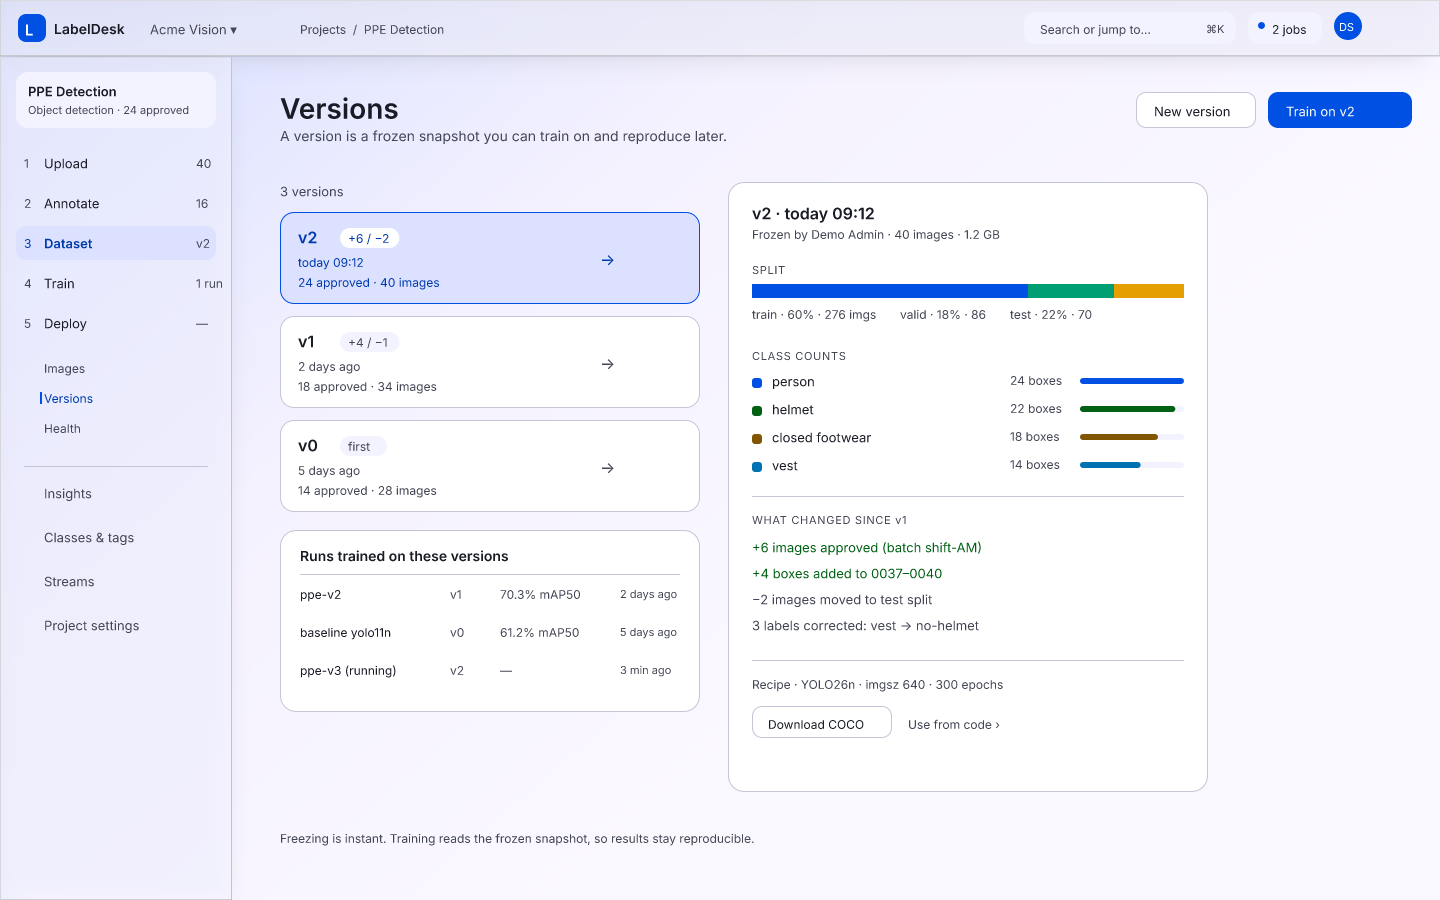 L LabelDesk Acme Vision ▾ Projects / PPE Detection Search or jump to... ⌘K 2 jobs DS
PPE Detection
Object detection · 24 approved
1 Upload 40
2 Annotate 16
3 Dataset v2
4 Train 1 run
5 Deploy —
Images
Versions
Health
Insights
Classes & tags
Streams
Project settings
Versions
A version is a frozen snapshot you can train on and reproduce later.
New version
Train on v2
3 versions
v2 +6 / −2
today 09:12
24 approved · 40 images
→
v1 +4 / −1
2 days ago
18 approved · 34 images
→
v0 first
5 days ago
14 approved · 28 images
→
Runs trained on these versions
ppe-v2 v1 70.3% mAP50 2 days ago
baseline yolo11n v0 61.2% mAP50 5 days ago
ppe-v3 (running) v2 — 3 min ago
v2 · today 09:12
Frozen by Demo Admin · 40 images · 1.2 GB
SPLIT
train · 60% · 276 imgs valid · 18% · 86 test · 22% · 70
CLASS COUNTS
person 24 boxes
helmet 22 boxes
closed footwear 18 boxes
vest 14 boxes
WHAT CHANGED SINCE v1
+6 images approved (batch shift-AM)
+4 boxes added to 0037–0040
−2 images moved to test split
3 labels corrected: vest → no-helmet
Recipe · YOLO26n · imgsz 640 · 300 epochs
Download COCO Use from code ›
Freezing is instant. Training reads the frozen snapshot, so results stay reproducible.